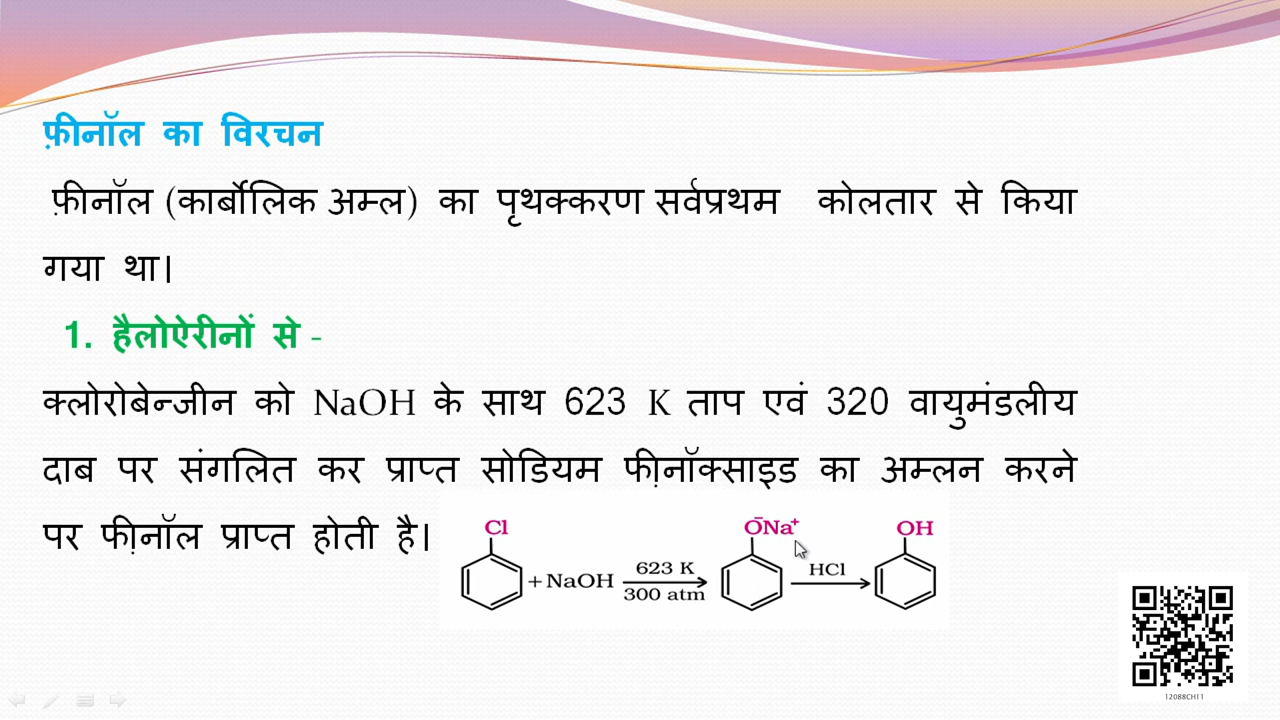 फ़ीनॉल का विरचन
फ़ीनॉल (कार्बोलिक अम्ल) का पृथक्करण सर्वप्रथम कोलतार से किया
गया था।
1. हैलोऐरीनों से -
क्लोरोबेन्जीन को NaOH के साथ 623 K ताप एवं 320 वायुमंडलीय
दाब पर संगलित कर प्राप्त सोडियम फी़नॉक्साइड का अम्लन करने
पर फी़नॉल प्राप्त होती है।
Cl
ŌNa⁺
OH
+ NaOH
623 K
300 atm
HCl
12088CH11